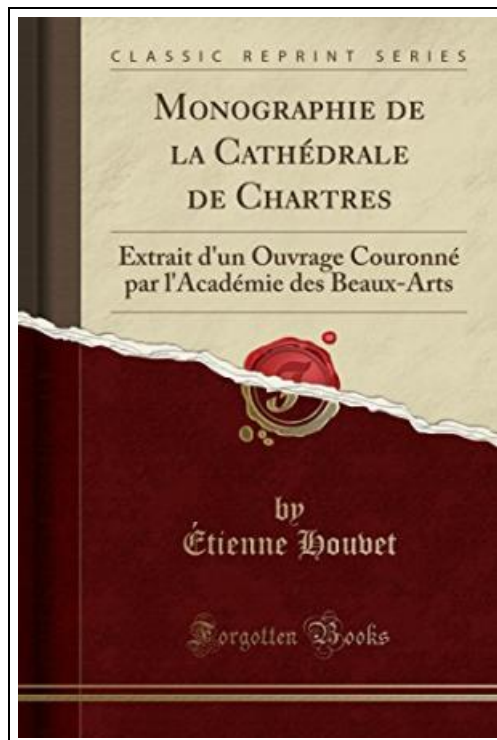 CLASSIC REPRINT SERIES
MONOGRAPHIE DE
LA CATHÉDRALE
DE CHARTRES
Extrait d'un Ouvrage Couronné
par l'Académie des Beaux-Arts
F
by
Étienne Houvet
Forgotten Books